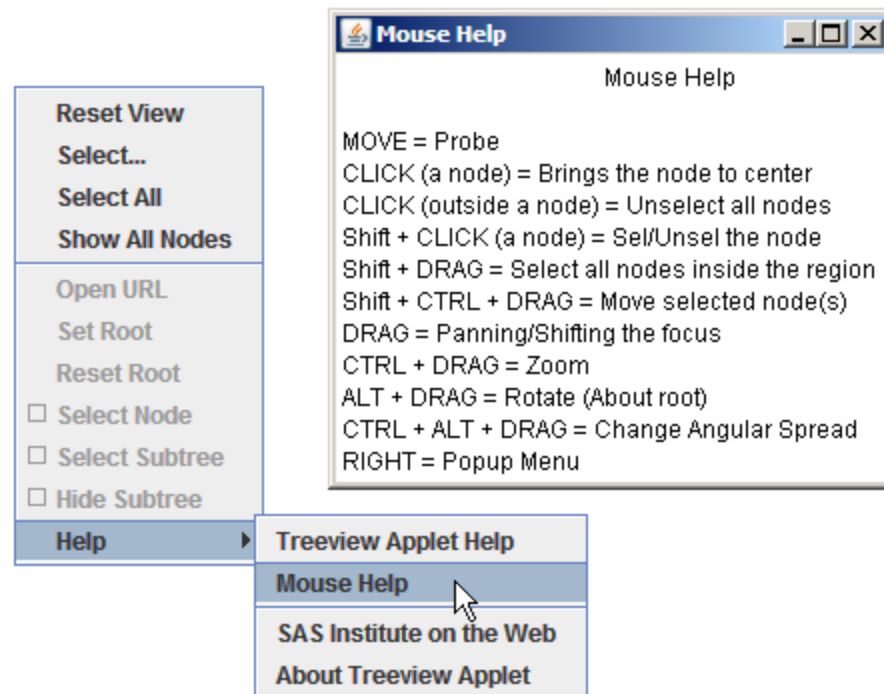 Mouse Help
Mouse Help
MOVE = Probe
CLICK (a node) = Brings the node to center
CLICK (outside a node) = Unselect all nodes
Shift + CLICK (a node) = Sel/Unsel the node
Shift + DRAG = Select all nodes inside the region
Shift + CTRL + DRAG = Move selected node(s)
DRAG = Panning/Shifting the focus
CTRL + DRAG = Zoom
ALT + DRAG = Rotate (About root)
CTRL + ALT + DRAG = Change Angular Spread
RIGHT = Popup Menu
Reset View
Select...
Select All
Show All Nodes
Open URL
Set Root
Reset Root
Select Node
Select Subtree
Hide Subtree
Help
Treeview Applet Help
Mouse Help
SAS Institute on the Web
About Treeview Applet